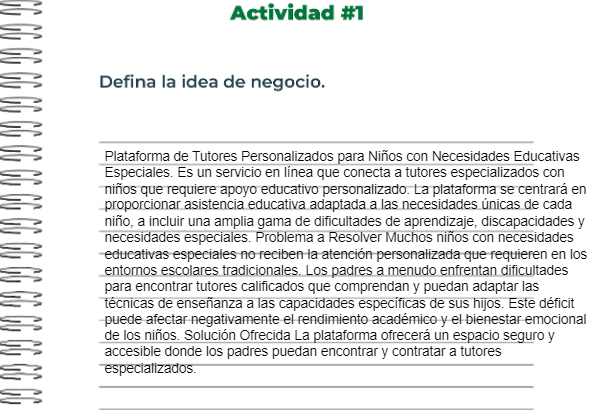 Actividad #1
Defina la idea de negocio.
Plataforma de Tutores Personalizados para Niños con Necesidades Educativas
Especiales. Es un servicio en línea que conecta a tutores especializados con
niños que requiere apoyo educativo personalizado. La plataforma se centrará en
proporcionar asistencia educativa adaptada a las necesidades únicas de cada
niño, a incluir una amplia gama de dificultades de aprendizaje, discapacidades y
necesidades especiales. Problema a Resolver Muchos niños con necesidades
educativas especiales no reciben la atención personalizada que requieren en los
entornos escolares tradicionales. Los padres a menudo enfrentan dificultades
para encontrar tutores calificados que comprendan y puedan adaptar las
técnicas de enseñanza a las capacidades específicas de sus hijos. Este déficit
puede afectar negativamente el rendimiento académico y el bienestar emocional
de los niños. Solución Ofrecida La plataforma ofrecerá un espacio seguro y
accesible donde los padres puedan encontrar y contratar a tutores
especializados.